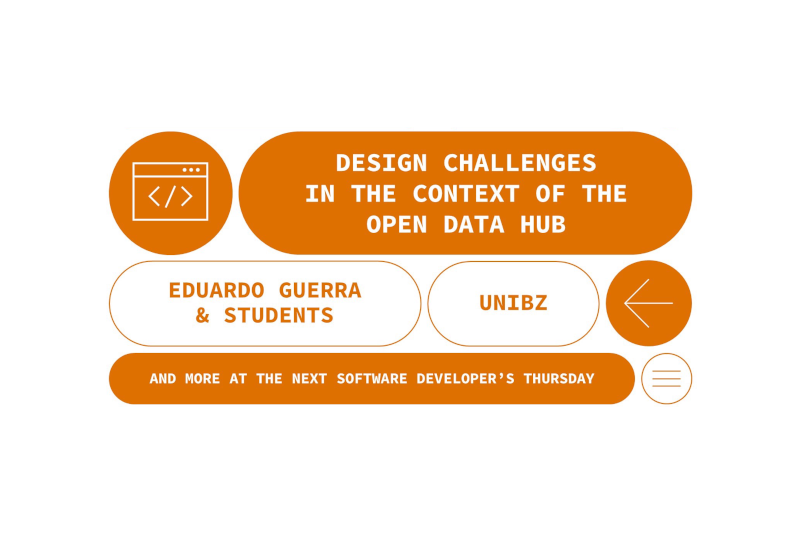 DESIGN CHALLENGES
IN THE CONTEXT OF THE
OPEN DATA HUB
EDUARDO GUERRA
& STUDENTS
UNIBZ
AND MORE AT THE NEXT SOFTWARE DEVELOPER’S THURSDAY